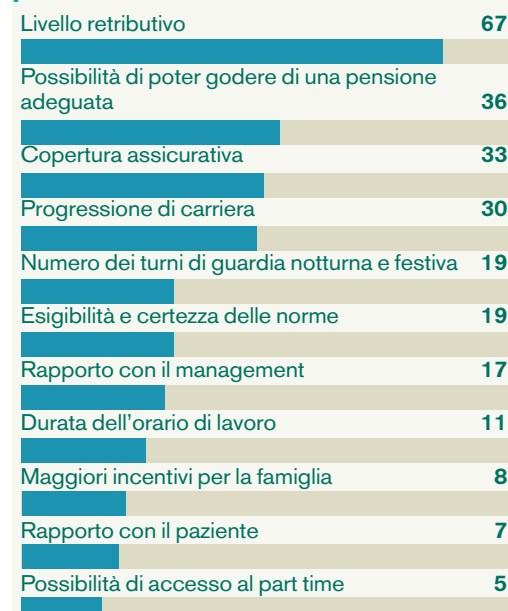 Livello retributivo 67
Possibilità di poter godere di una pensione
adeguata 36
Copertura assicurativa 33
Progressione di carriera 30
Numero dei turni di guardia notturna e festiva 19
Esigibilità e certezza delle norme 19
Rapporto con il management 17
Durata dell’orario di lavoro 11
Maggiori incentivi per la famiglia 8
Rapporto con il paziente 7
Possibilità di accesso al part time 5